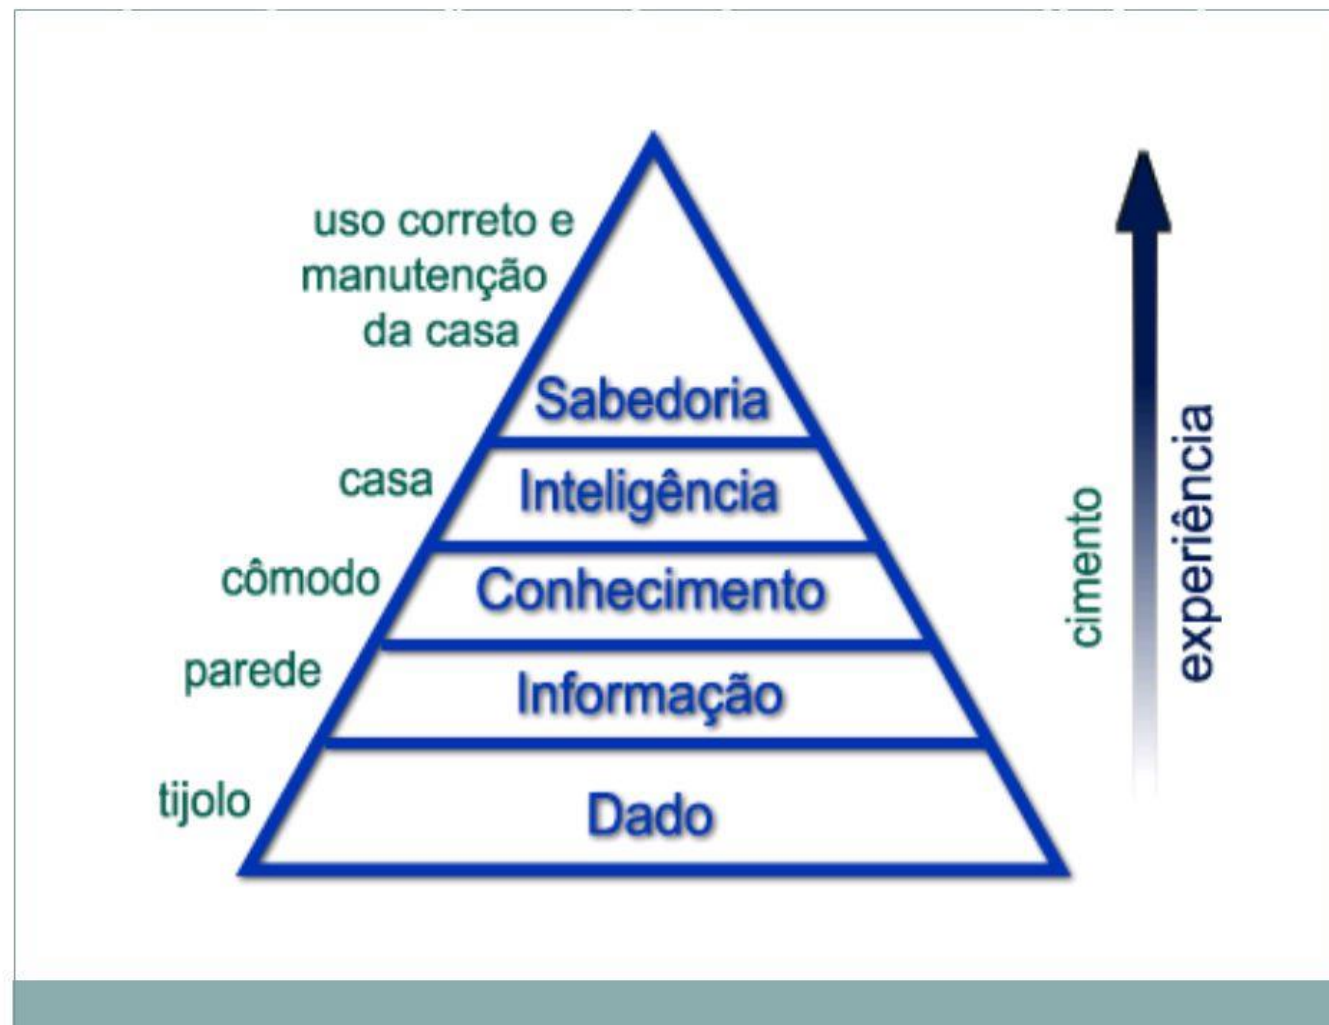 uso correto e
manutenção
da casa
Sabedoria
casa
Inteligência
cômodo
Conhecimento
parede
Informação
tijolo
Dado
cimento
experiência